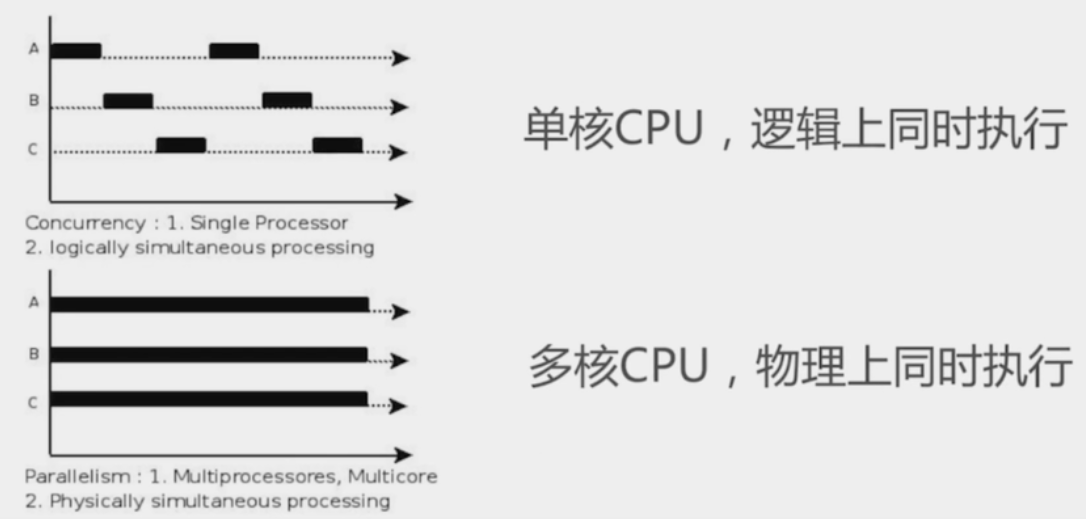 A
B
C
单核CPU，逻辑上同时执行
Concurrency : 1. Single Processor
2. logically simultaneous processing
A
B
C
多核CPU，物理上同时执行
Parallelism : 1. Multiprocessores, Multicore
2. Physically simultaneous processing